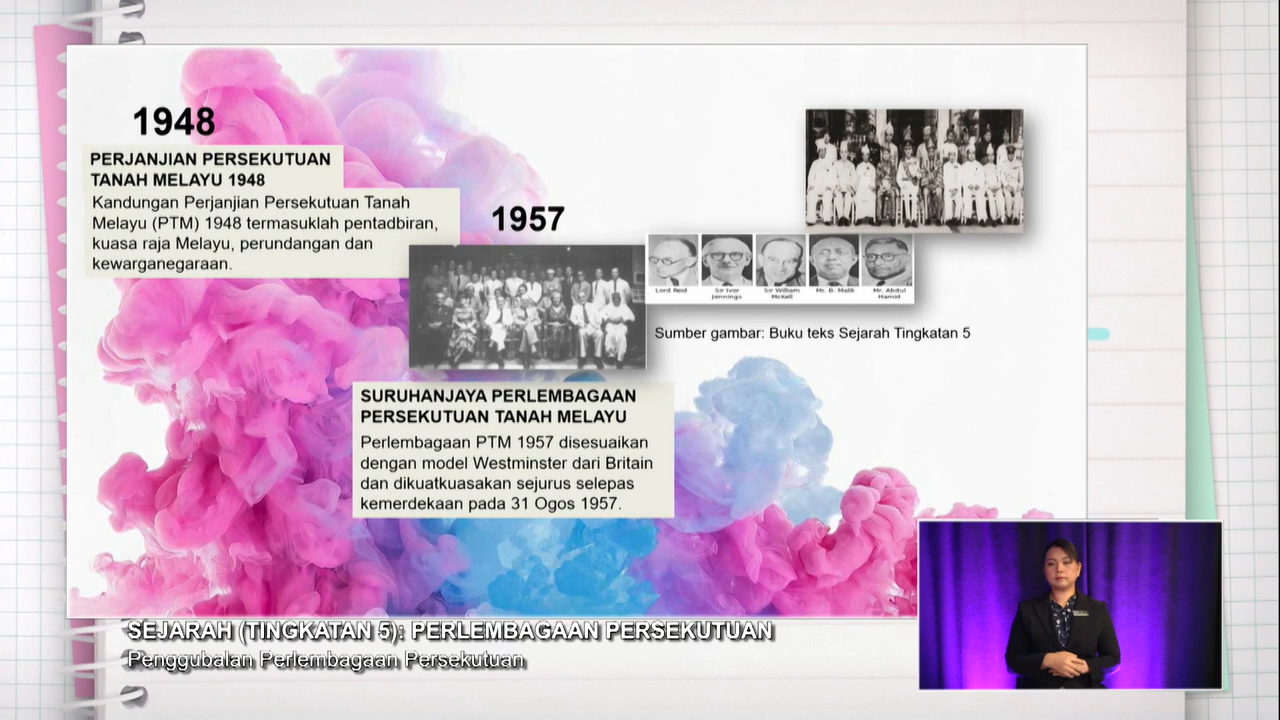 1948
PERJANJIAN PERSEKUTUAN
TANAH MELAYU 1948
Kandungan Perjanjian Persekutuan Tanah
Melayu (PTM) 1948 termasuklah pentadbiran,
kuasa raja Melayu, perundangan dan
kewarganegaraan.
1957
Lord Reid
Sir Ivor
Jennings
Sir William
McKell
Mr. B. Malik
Mr. Abdul
Hamid
Sumber gambar: Buku teks Sejarah Tingkatan 5
SURUHANJAYA PERLEMBAGAAN
PERSEKUTUAN TANAH MELAYU
Perlembagaan PTM 1957 disesuaikan
dengan model Westminster dari Britain
dan dikuatkuasakan sejurus selepas
kemerdekaan pada 31 Ogos 1957.
SEJARAH (TINGKATAN 5): PERLEMBAGAAN PERSEKUTUAN
Penggubalan Perlembagaan Persekutuan